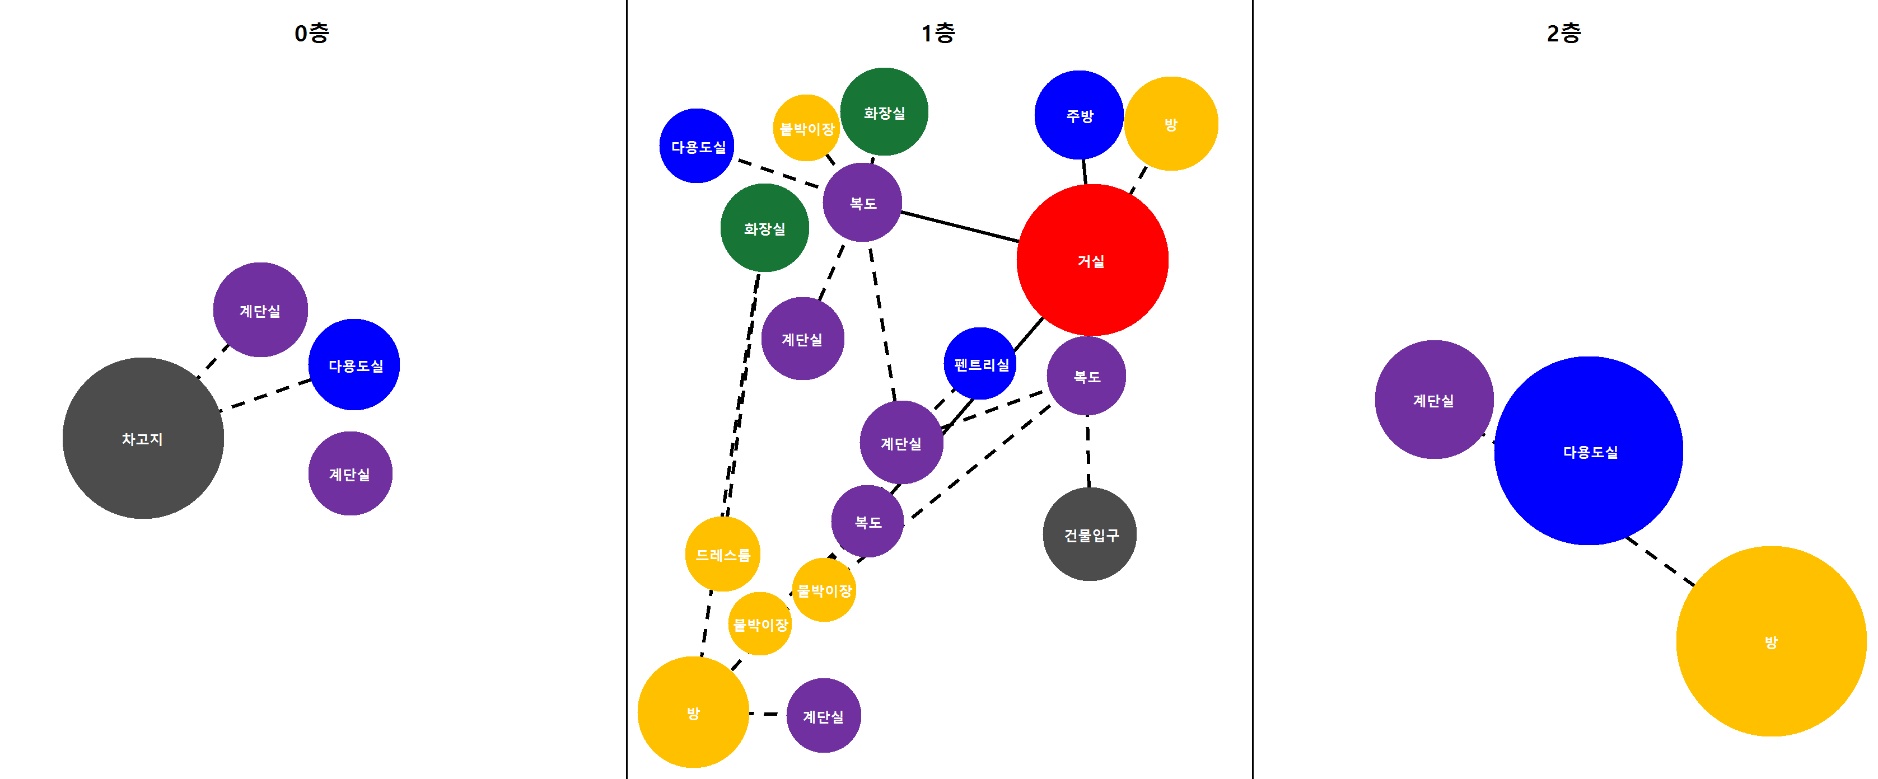 0층
계단실
다용도실
차고지
계단실
1층
화장실
붙박이장
주방
방
다용도실
복도
화장실
거실
계단실
펜트리실
복도
계단실
복도
건물입구
드레스룸
붙박이장
붙박이장
방
계단실
2층
계단실
다용도실
방